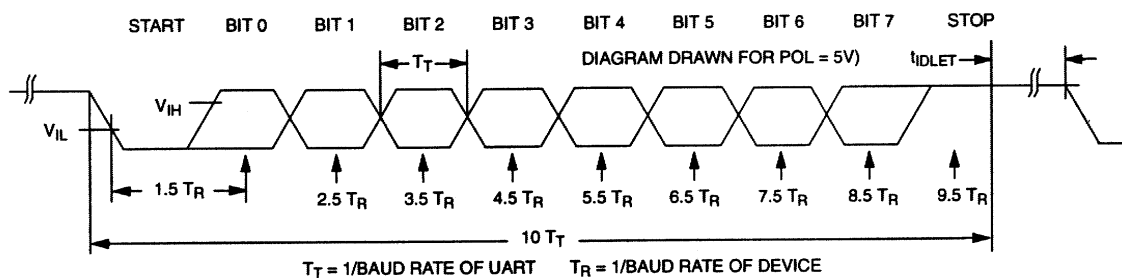 START BIT 0 BIT 1 BIT 2 BIT 3 BIT 4 BIT 5 BIT 6 BIT 7 STOP
T_T DIAGRAM DRAWN FOR POL = 5V) t_IDLET
V_IH
V_IL
1.5 T_R 2.5 T_R 3.5 T_R 4.5 T_R 5.5 T_R 6.5 T_R 7.5 T_R 8.5 T_R 9.5 T_R
10 T_T
T_T = 1/BAUD RATE OF UART T_R = 1/BAUD RATE OF DEVICE